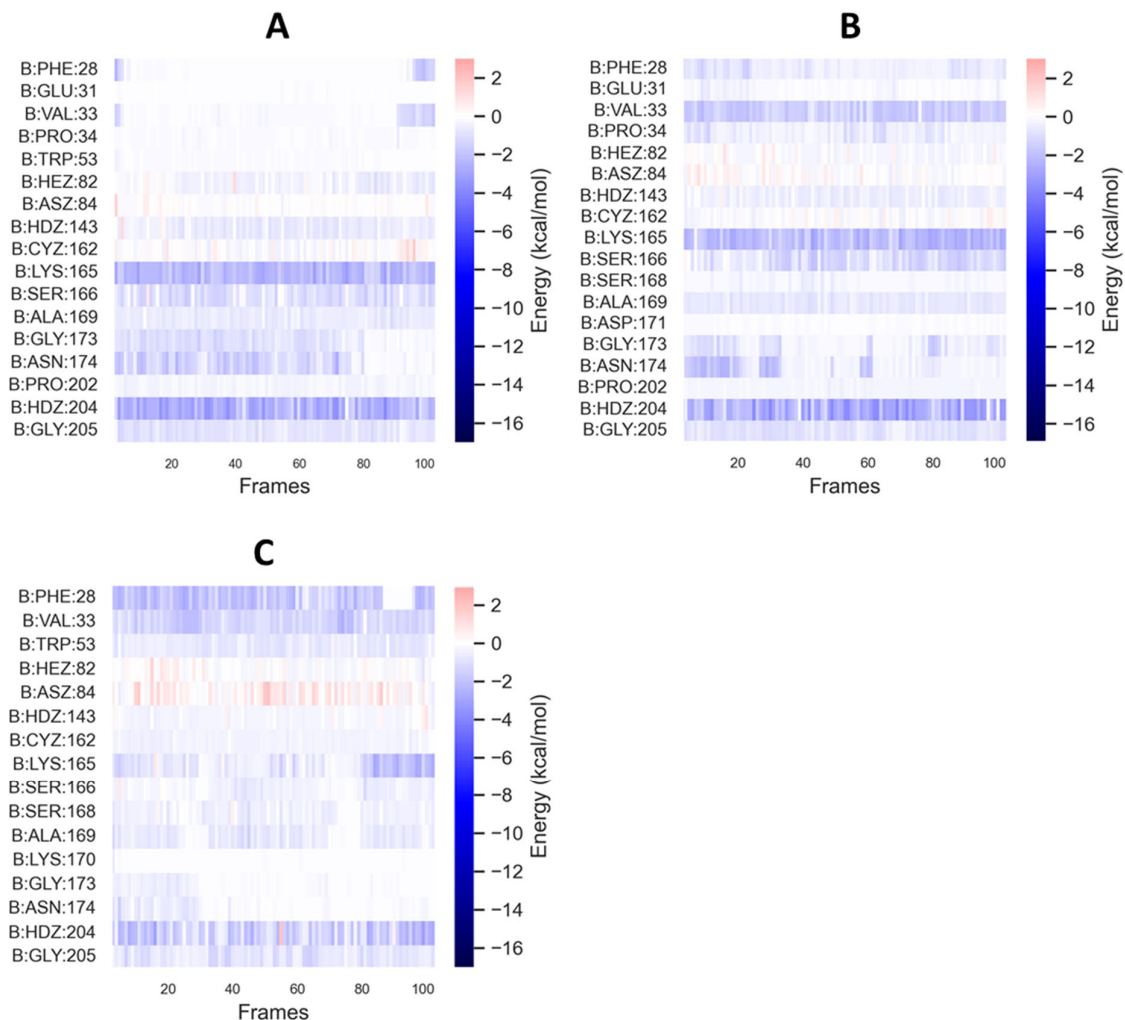 A
B:PHE:28
B:GLU:31
B:VAL:33
B:PRO:34
B:TRP:53
B:HEZ:82
B:ASZ:84
B:HDZ:143
B:CYZ:162
B:LYS:165
B:SER:166
B:ALA:169
B:GLY:173
B:ASN:174
B:PRO:202
B:HDZ:204
B:GLY:205
20 40 60 80 100
Frames
2
0
−2
−4
−6
−8
−10
−12
−14
−16
Energy (kcal/mol)
B
B:PHE:28
B:GLU:31
B:VAL:33
B:PRO:34
B:HEZ:82
B:ASZ:84
B:HDZ:143
B:CYZ:162
B:LYS:165
B:SER:166
B:SER:168
B:ALA:169
B:ASP:171
B:GLY:173
B:ASN:174
B:PRO:202
B:HDZ:204
B:GLY:205
20 40 60 80 100
Frames
2
0
−2
−4
−6
−8
−10
−12
−14
−16
Energy (kcal/mol)
C
B:PHE:28
B:VAL:33
B:TRP:53
B:HEZ:82
B:ASZ:84
B:HDZ:143
B:CYZ:162
B:LYS:165
B:SER:166
B:SER:168
B:ALA:169
B:LYS:170
B:GLY:173
B:ASN:174
B:HDZ:204
B:GLY:205
20 40 60 80 100
Frames
2
0
−2
−4
−6
−8
−10
−12
−14
−16
Energy (kcal/mol)